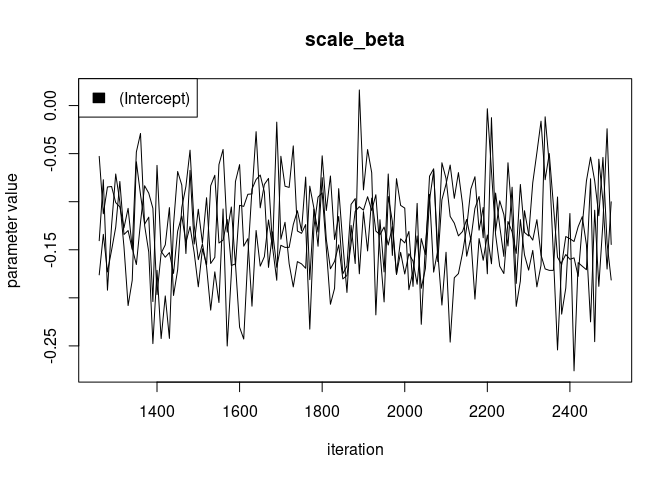 scale_beta
(Intercept)
0.00
-0.05
-0.15
-0.25
parameter value
1400 1600 1800 2000 2200 2400
iteration